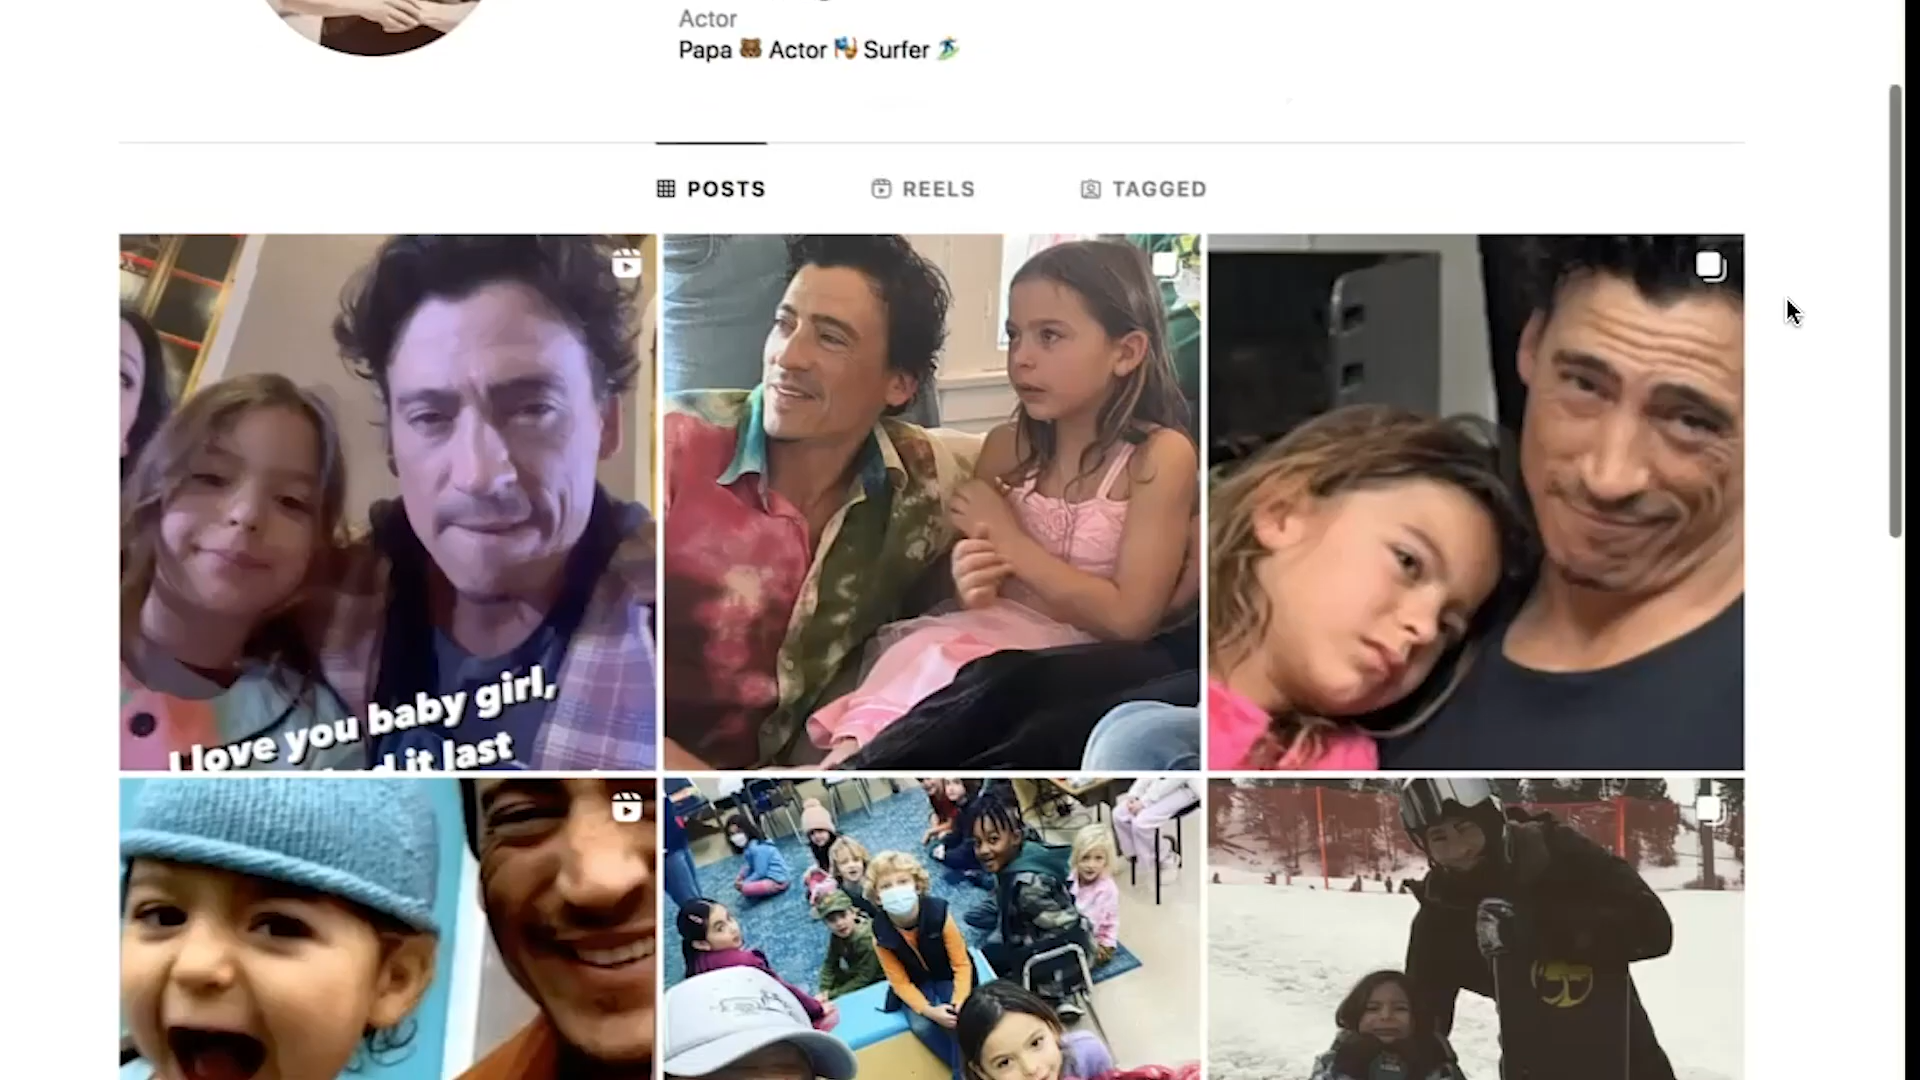 Actor
Papa 🐻 Actor 🎭 Surfer 🏄
POSTS
REELS
TAGGED
I love you baby girl,
it last